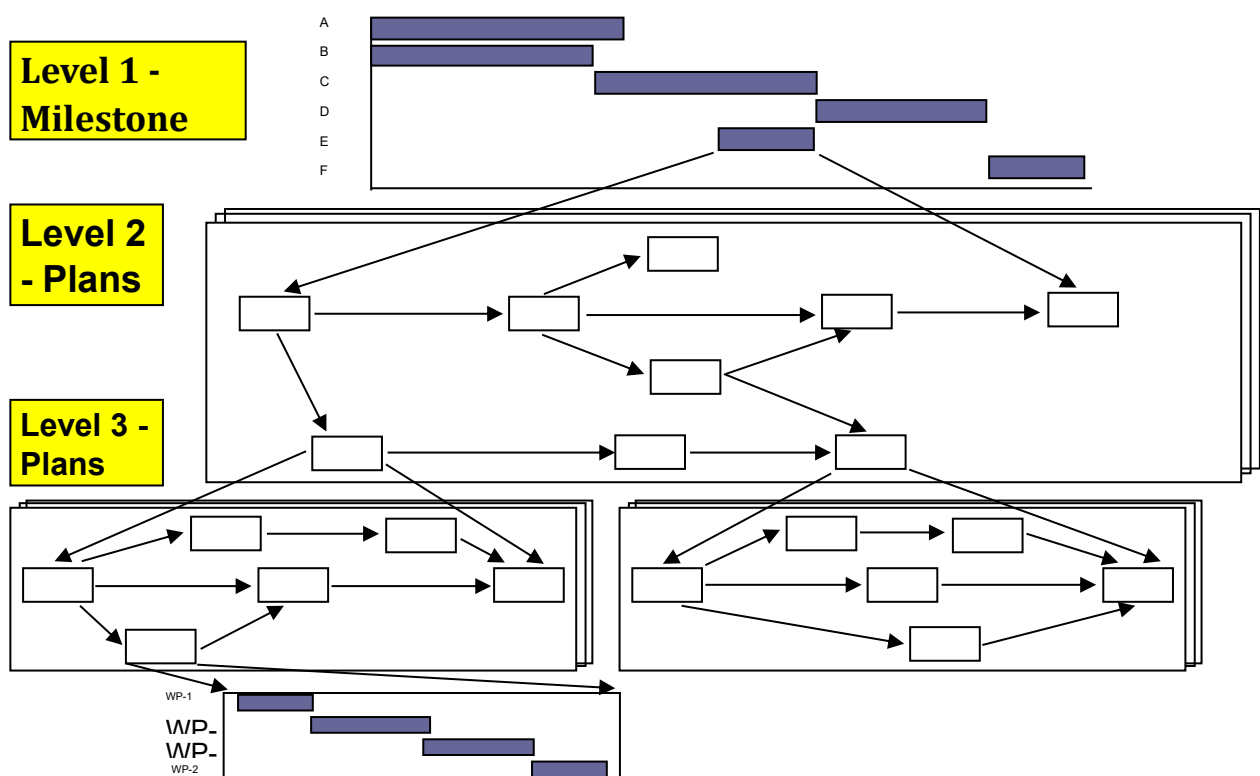 A
B
C
D
E
F
Level 1 -
Milestone
Level 2
- Plans
Level 3 -
Plans
WP-1
WP-
WP-
WP-2